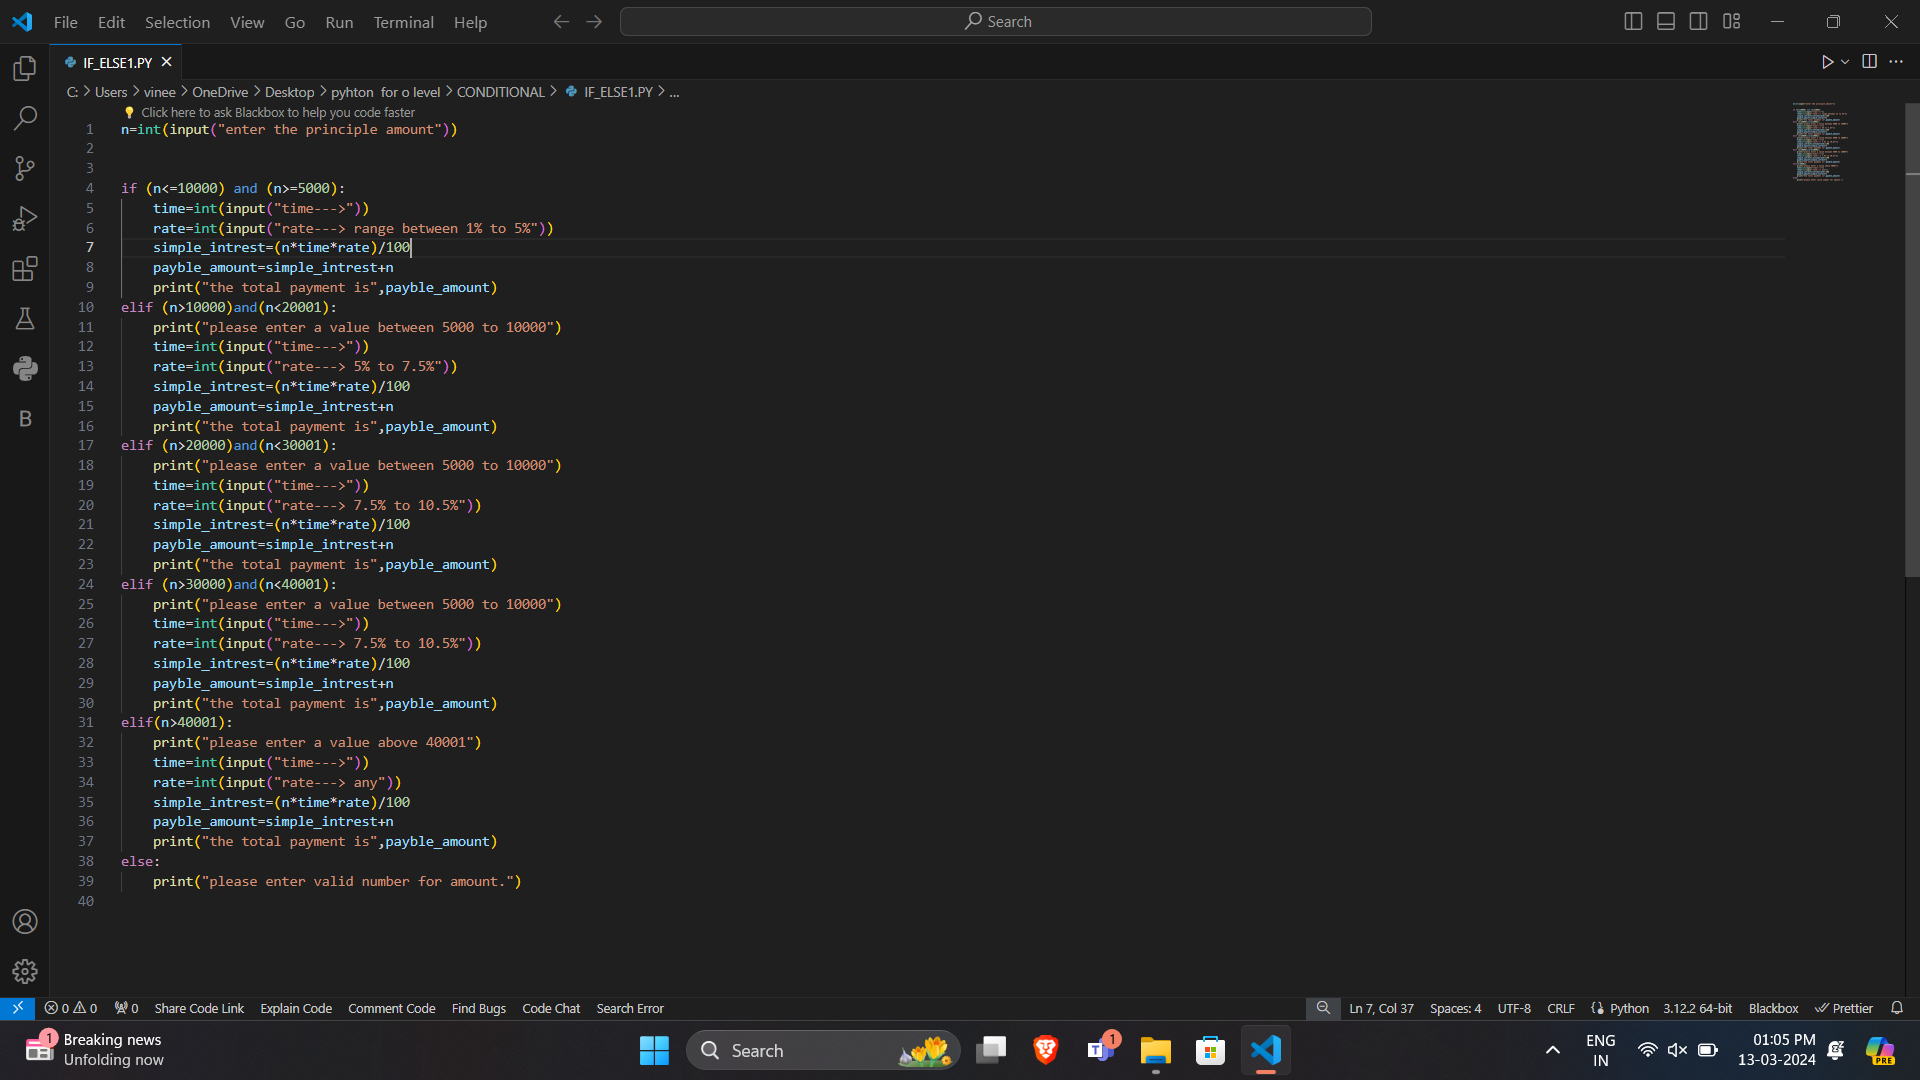 File Edit Selection View Go Run Terminal Help
Search
IF_ELSE1.PY
C: > Users > vinee > OneDrive > Desktop > pyhton for o level > CONDITIONAL > IF_ELSE1.PY > ...
Click here to ask Blackbox to help you code faster
1 n=int(input("enter the principle amount"))
2
3
4 if (n<=10000) and (n>=5000):
5     time=int(input("time--->"))
6     rate=int(input("rate---> range between 1% to 5%"))
7     simple_intrest=(n*time*rate)/100
8     payble_amount=simple_intrest+n
9     print("the total payment is",payble_amount)
10 elif (n>10000)and(n<20001):
11     print("please enter a value between 5000 to 10000")
12     time=int(input("time--->"))
13     rate=int(input("rate---> 5% to 7.5%"))
14     simple_intrest=(n*time*rate)/100
15     payble_amount=simple_intrest+n
16     print("the total payment is",payble_amount)
17 elif (n>20000)and(n<30001):
18     print("please enter a value between 5000 to 10000")
19     time=int(input("time--->"))
20     rate=int(input("rate---> 7.5% to 10.5%"))
21     simple_intrest=(n*time*rate)/100
22     payble_amount=simple_intrest+n
23     print("the total payment is",payble_amount)
24 elif (n>30000)and(n<40001):
25     print("please enter a value between 5000 to 10000")
26     time=int(input("time--->"))
27     rate=int(input("rate---> 7.5% to 10.5%"))
28     simple_intrest=(n*time*rate)/100
29     payble_amount=simple_intrest+n
30     print("the total payment is",payble_amount)
31 elif(n>40001):
32     print("please enter a value above 40001")
33     time=int(input("time--->"))
34     rate=int(input("rate---> any"))
35     simple_intrest=(n*time*rate)/100
36     payble_amount=simple_intrest+n
37     print("the total payment is",payble_amount)
38 else:
39     print("please enter valid number for amount.")
40
B
0 0 0 Share Code Link Explain Code Comment Code Find Bugs Code Chat Search Error Ln 7, Col 37 Spaces: 4 UTF-8 CRLF Python 3.12.2 64-bit Blackbox Prettier
1 Breaking news
Unfolding now
Search
1
ENG
IN
01:05 PM
13-03-2024
PRE